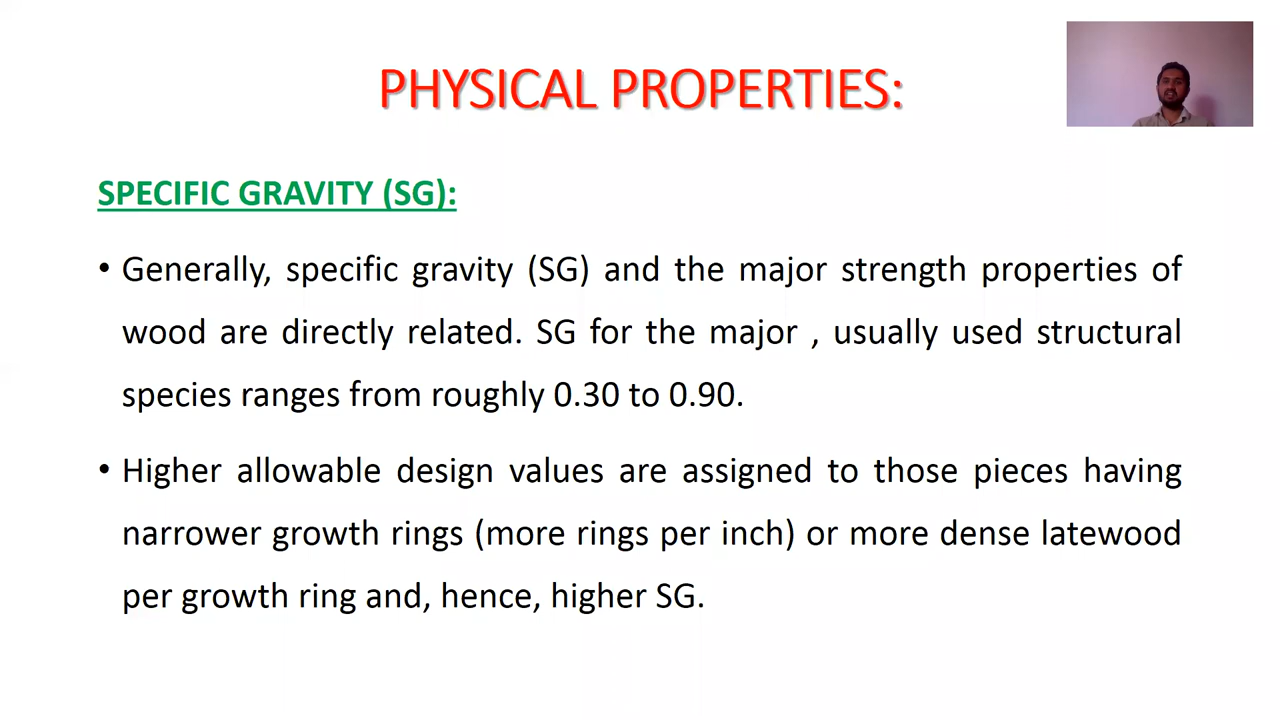 PHYSICAL PROPERTIES:
SPECIFIC GRAVITY (SG):
• Generally, specific gravity (SG) and the major strength properties of
wood are directly related. SG for the major , usually used structural
species ranges from roughly 0.30 to 0.90.
• Higher allowable design values are assigned to those pieces having
narrower growth rings (more rings per inch) or more dense latewood
per growth ring and, hence, higher SG.